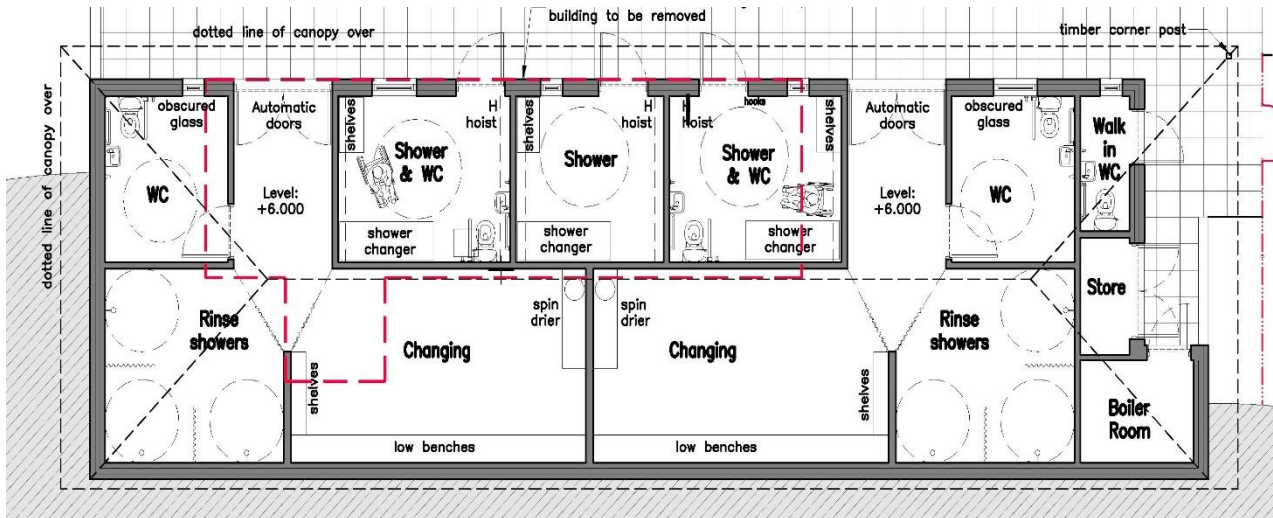 building to be removed
dotted line of canopy over
timber corner post
dotted line of canopy over
obscured
glass
Automatic
doors
shelves
H
hoist
shelves
H
hoist
H
Hoist
hooks
shelves
Automatic
doors
obscured
glass
Walk
in
WC
WC
Level:
+6.000
Shower
& WC
Shower
Shower
& WC
Level:
+6.000
WC
shower
changer
shower
changer
shower
changer
Store
Rinse
showers
Changing
spin
drier
spin
drier
Changing
Rinse
showers
shelves
shelves
Boiler
Room
low benches
low benches